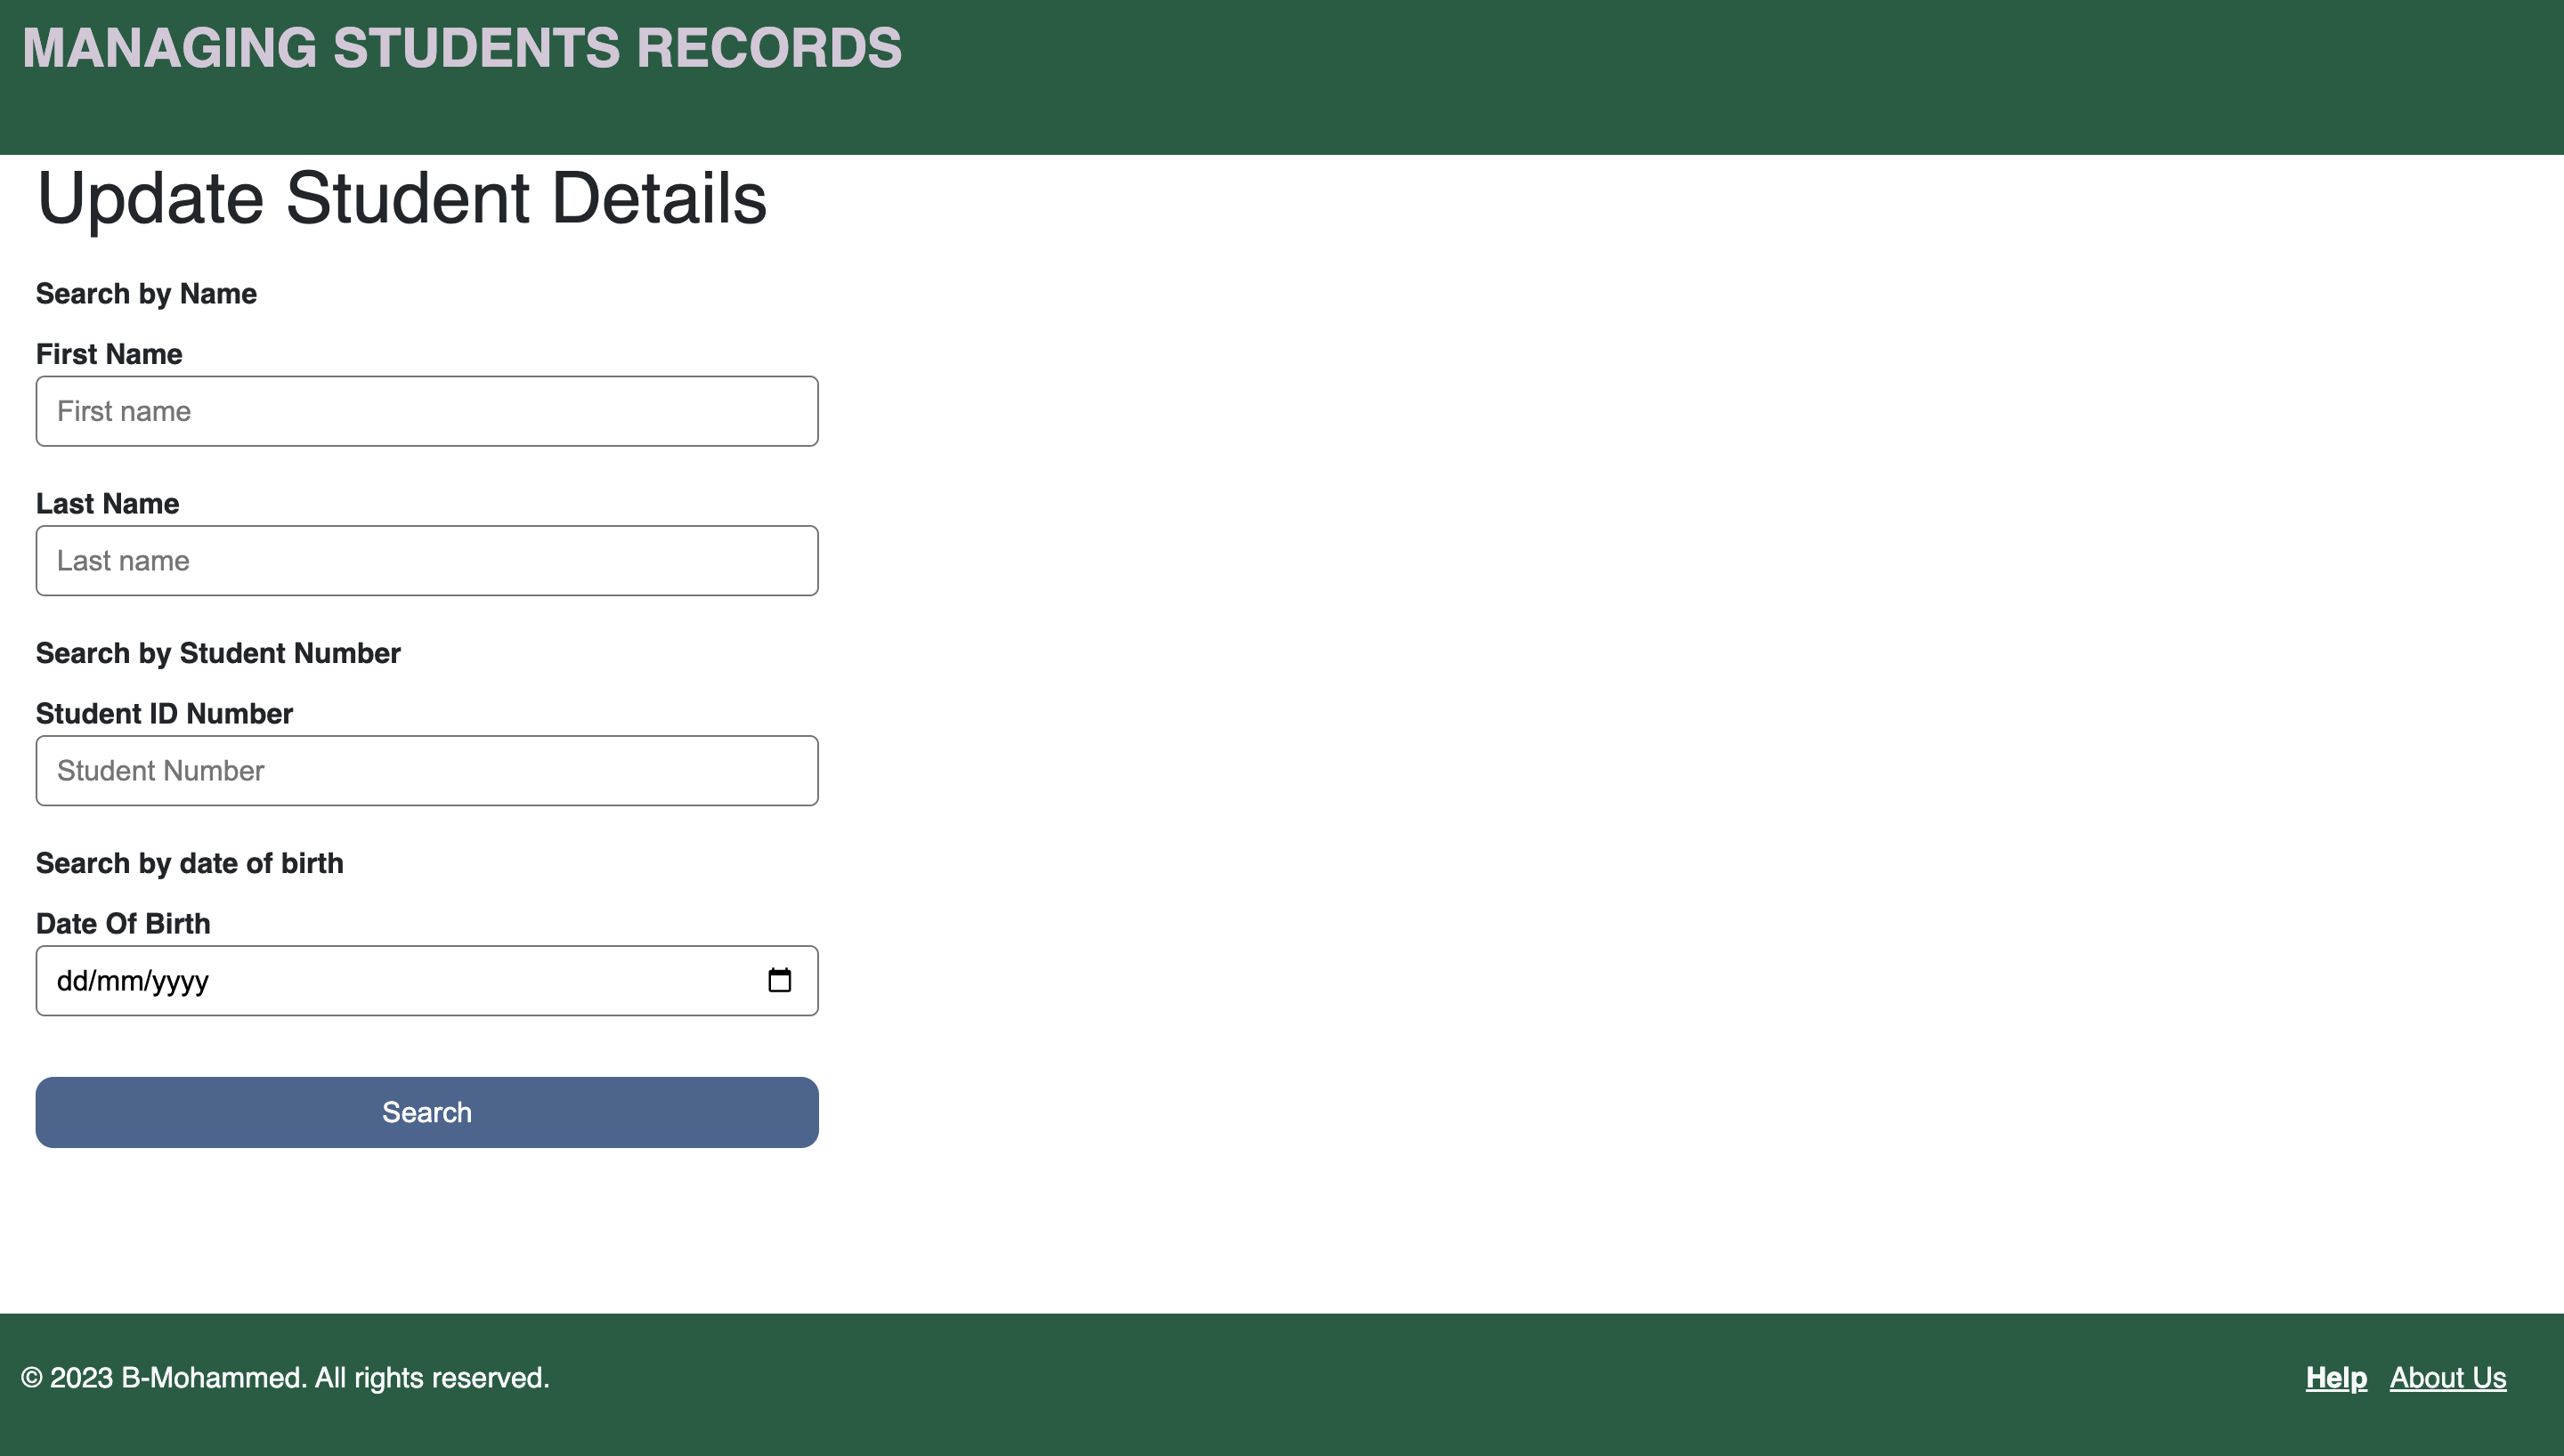 MANAGING STUDENTS RECORDS
Update Student Details
Search by Name
First Name
First name
Last Name
Last name
Search by Student Number
Student ID Number
Student Number
Search by date of birth
Date Of Birth
dd/mm/yyyy
Search
© 2023 B-Mohammed. All rights reserved.
Help About Us